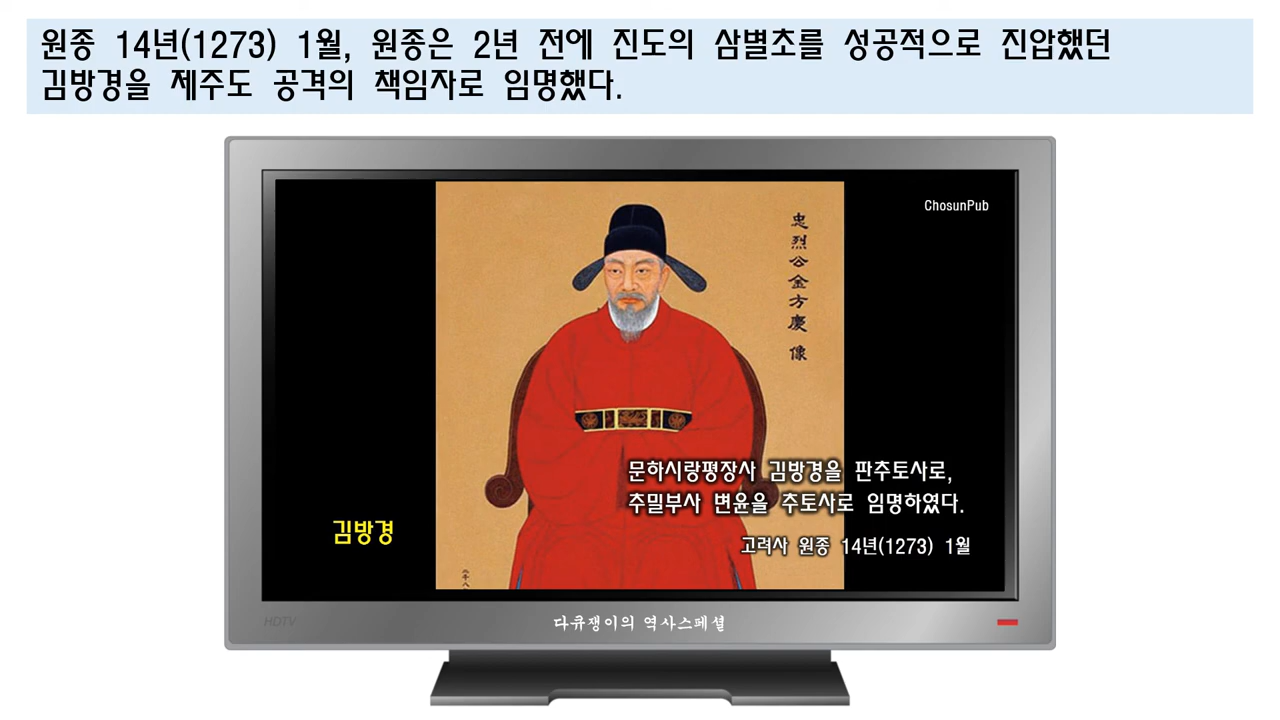 원종 14년(1273) 1월, 원종은 2년 전에 진도의 삼별초를 성공적으로 진압했던
김방경을 제주도 공격의 책임자로 임명했다.
ChosunPub
忠烈公金方慶像
문하시랑평장사 김방경을 판추토사로,
추밀부사 변윤을 추토사로 임명하였다.
김방경
고려사 원종 14년(1273) 1월
HDTV
다큐쟁이의 역사스페셜